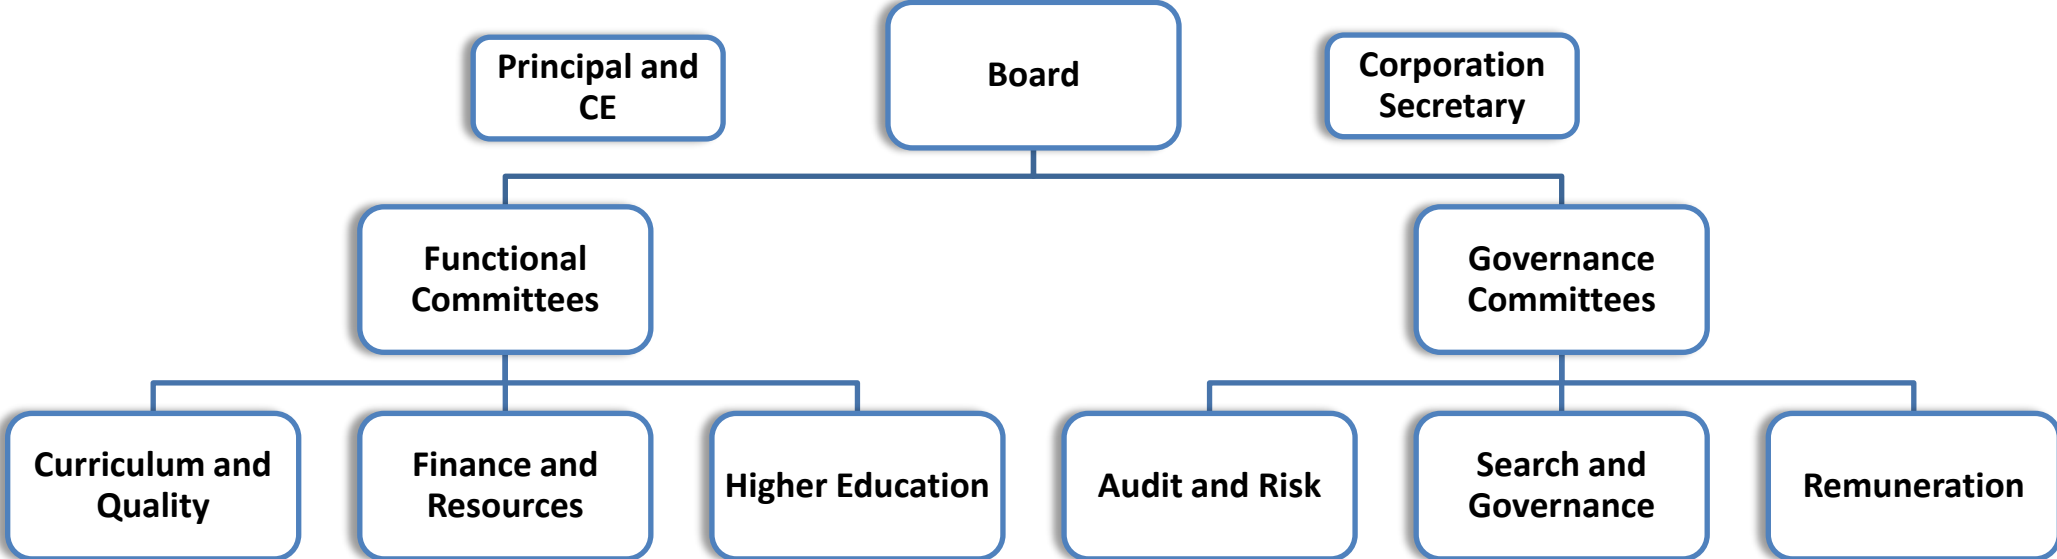 Principal and
CE
Board
Corporation
Secretary
Functional
Committees
Governance
Committees
Curriculum and
Quality
Finance and
Resources
Higher Education
Audit and Risk
Search and
Governance
Remuneration